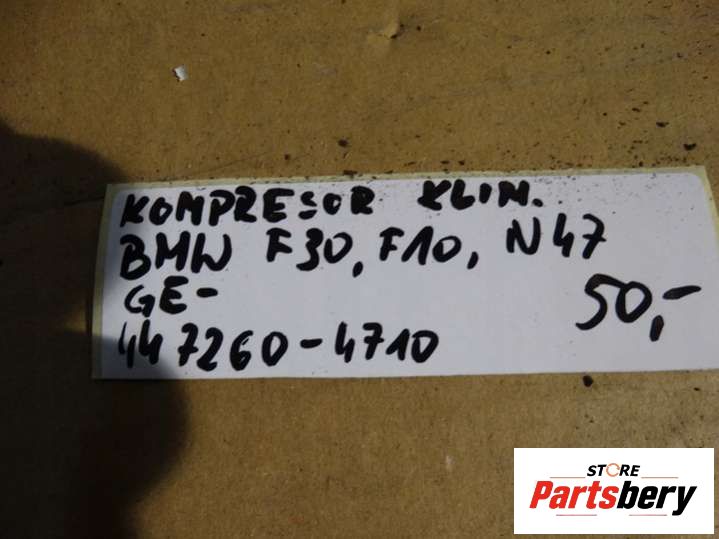 KOMPRESOR KLIM.
BMW F30, F10, N47
GE-
50,-
447260-4710
STORE
Partsbery